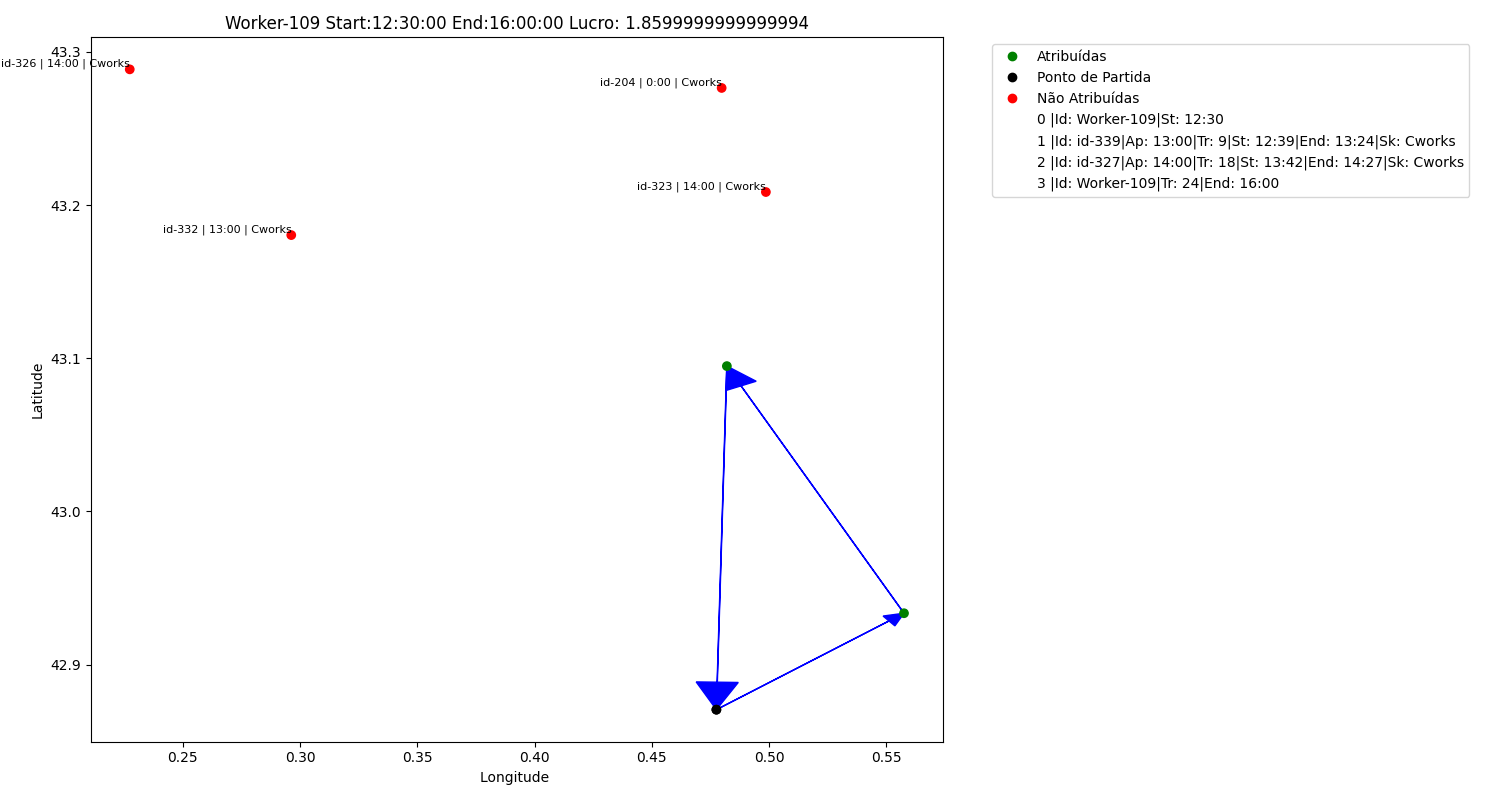 Worker-109 Start:12:30:00 End:16:00:00 Lucro: 1.8599999999999994
43.3
43.2
43.1
43.0
42.9
Latitude
id-326 | 14:00 | Cworks
id-204 | 0:00 | Cworks
id-323 | 14:00 | Cworks
id-332 | 13:00 | Cworks
0.25 0.30 0.35 0.40 0.45 0.50 0.55
Longitude
Atribuídas
Ponto de Partida
Não Atribuídas
0 |Id: Worker-109|St: 12:30
1 |Id: id-339|Ap: 13:00|Tr: 9|St: 12:39|End: 13:24|Sk: Cworks
2 |Id: id-327|Ap: 14:00|Tr: 18|St: 13:42|End: 14:27|Sk: Cworks
3 |Id: Worker-109|Tr: 24|End: 16:00